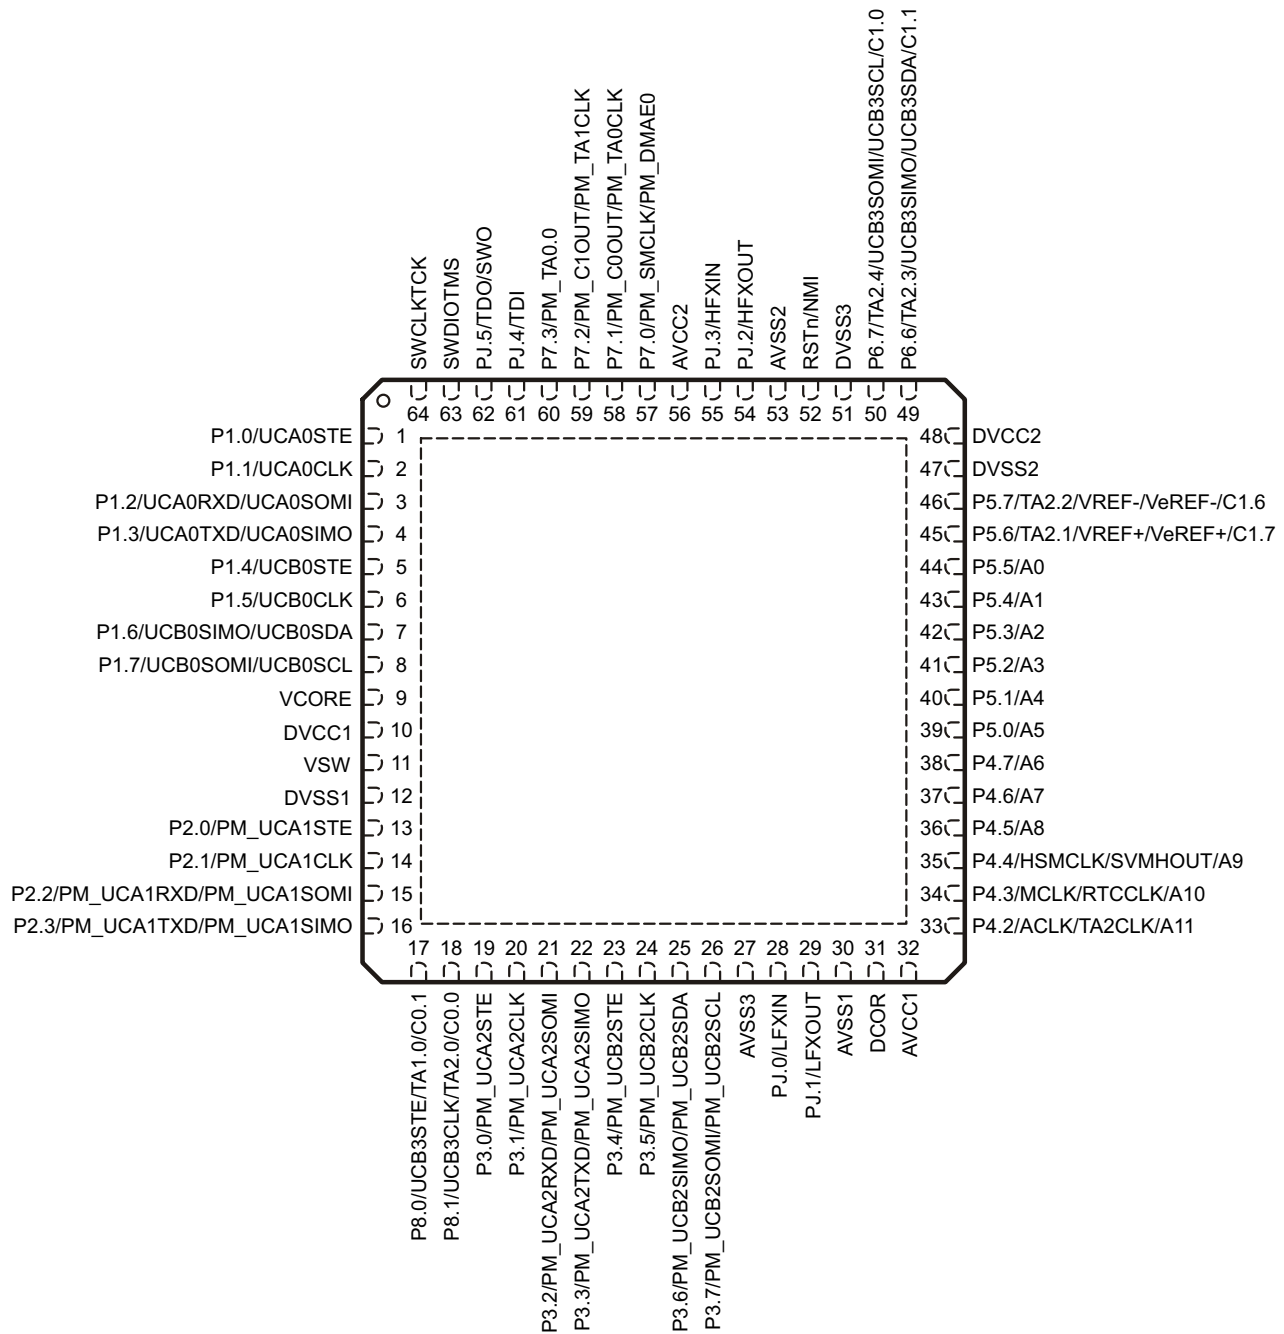 SWCLKTCK
SWDIOTMS
PJ.5/TDO/SWO
PJ.4/TDI
P7.3/PM_TA0.0
P7.2/PM_C1OUT/PM_TA1CLK
P7.1/PM_C0OUT/PM_TA0CLK
P7.0/PM_SMCLK/PM_DMAE0
AVCC2
PJ.3/HFXIN
PJ.2/HFXOUT
AVSS2
RSTn/NMI
DVSS3
P6.7/TA2.4/UCB3SOMI/UCB3SCL/C1.0
P6.6/TA2.3/UCB3SIMO/UCB3SDA/C1.1
64 63 62 61 60 59 58 57 56 55 54 53 52 51 50 49
P1.0/UCA0STE 1
P1.1/UCA0CLK 2
P1.2/UCA0RXD/UCA0SOMI 3
P1.3/UCA0TXD/UCA0SIMO 4
P1.4/UCB0STE 5
P1.5/UCB0CLK 6
P1.6/UCB0SIMO/UCB0SDA 7
P1.7/UCB0SOMI/UCB0SCL 8
VCORE 9
DVCC1 10
VSW 11
DVSS1 12
P2.0/PM_UCA1STE 13
P2.1/PM_UCA1CLK 14
P2.2/PM_UCA1RXD/PM_UCA1SOMI 15
P2.3/PM_UCA1TXD/PM_UCA1SIMO 16
48 DVCC2
47 DVSS2
46 P5.7/TA2.2/VREF-/VeREF-/C1.6
45 P5.6/TA2.1/VREF+/VeREF+/C1.7
44 P5.5/A0
43 P5.4/A1
42 P5.3/A2
41 P5.2/A3
40 P5.1/A4
39 P5.0/A5
38 P4.7/A6
37 P4.6/A7
36 P4.5/A8
35 P4.4/HSMCLK/SVMHOUT/A9
34 P4.3/MCLK/RTCCLK/A10
33 P4.2/ACLK/TA2CLK/A11
17 18 19 20 21 22 23 24 25 26 27 28 29 30 31 32
P8.0/UCB3STE/TA1.0/C0.1
P8.1/UCB3CLK/TA2.0/C0.0
P3.0/PM_UCA2STE
P3.1/PM_UCA2CLK
P3.2/PM_UCA2RXD/PM_UCA2SOMI
P3.3/PM_UCA2TXD/PM_UCA2SIMO
P3.4/PM_UCB2STE
P3.5/PM_UCB2CLK
P3.6/PM_UCB2SIMO/PM_UCB2SDA
P3.7/PM_UCB2SOMI/PM_UCB2SCL
AVSS3
PJ.0/LFXIN
PJ.1/LFXOUT
AVSS1
DCOR
AVCC1